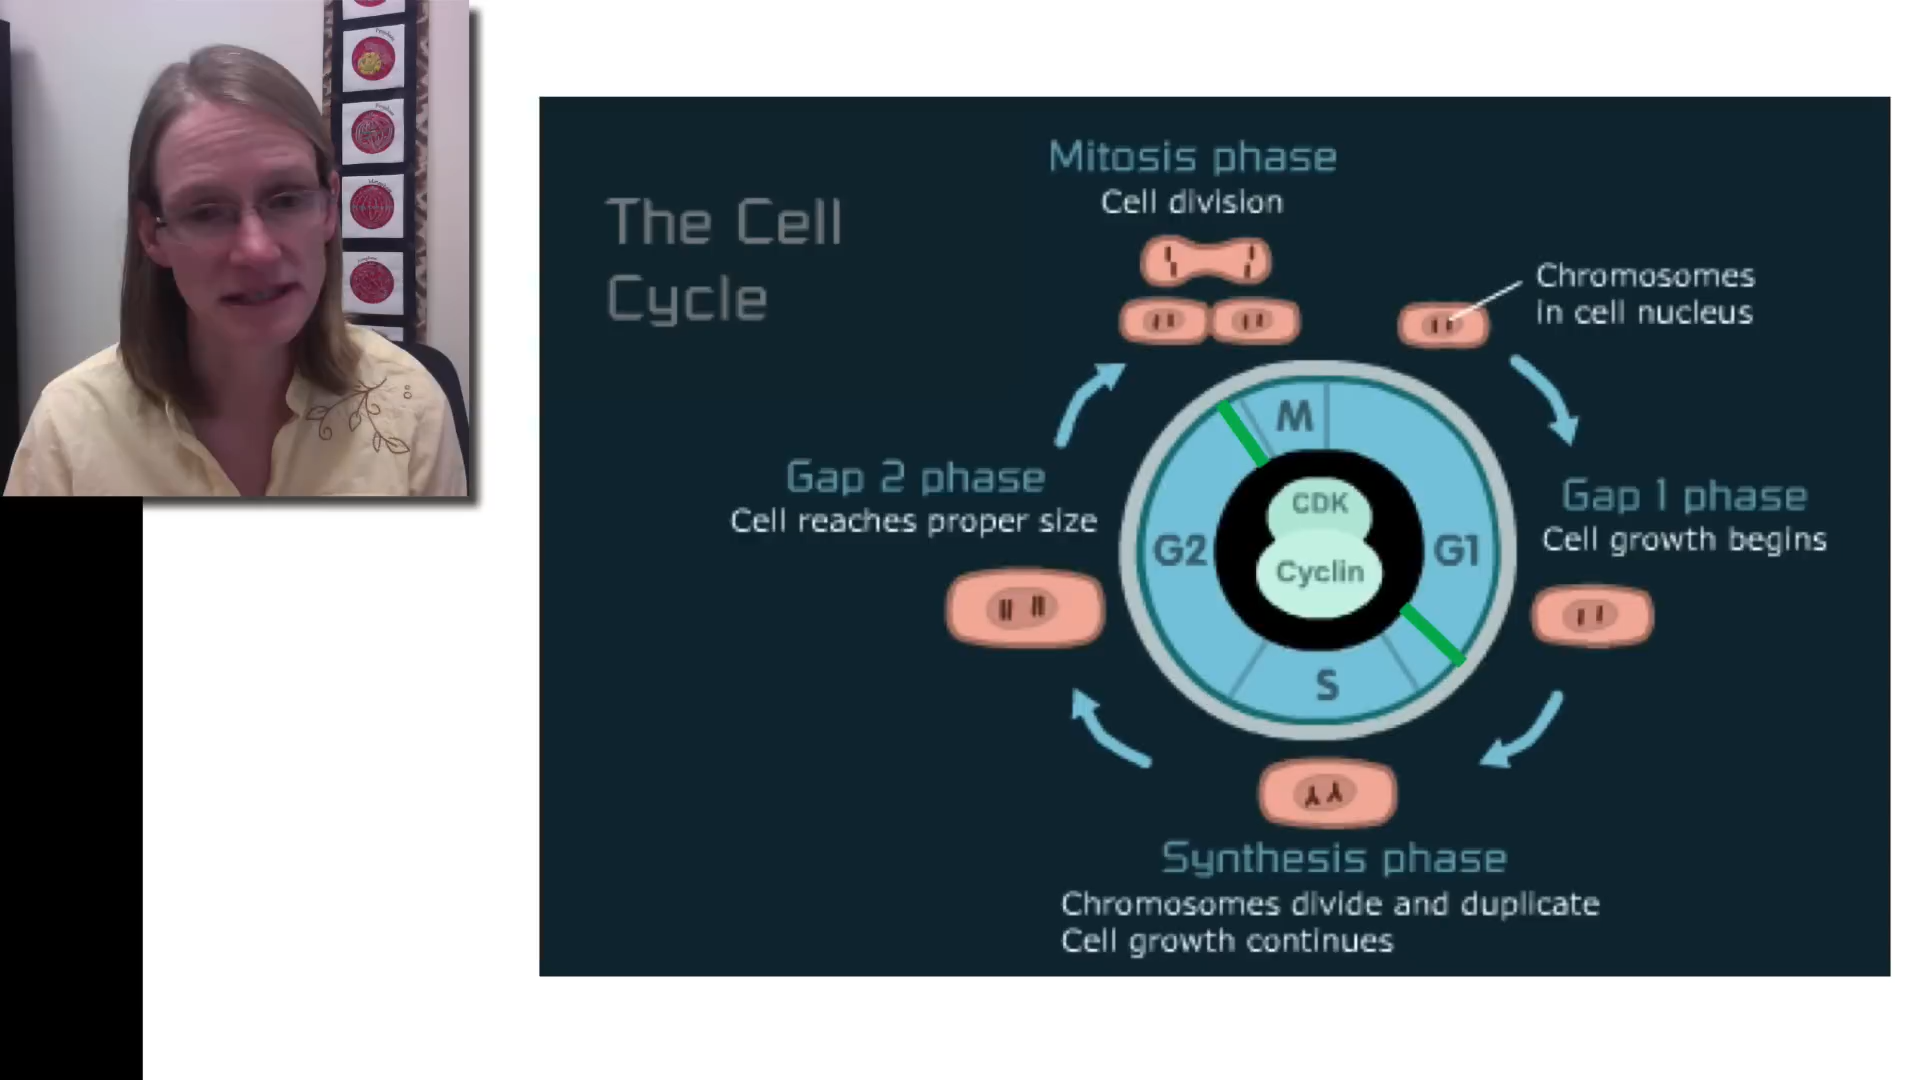 The Cell
Cycle
Mitosis phase
Cell division
Chromosomes
in cell nucleus
M
CDK
Gap 2 phase
Cell reaches proper size
Gap 1 phase
Cell growth begins
G2
G1
Cyclin
S
Synthesis phase
Chromosomes divide and duplicate
Cell growth continues